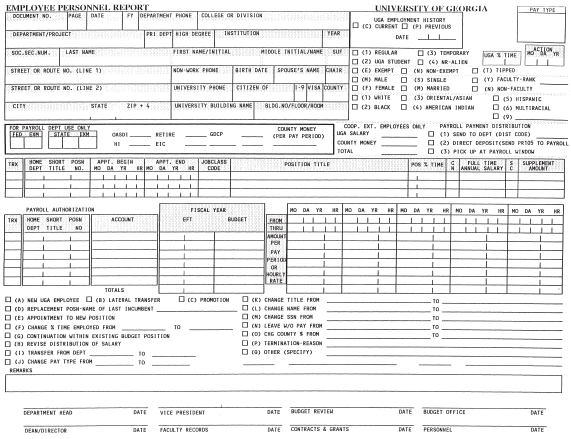 EMPLOYEE PERSONNEL REPORT
UNIVERSITY OF GEORGIA
PAY TYPE
DOCUMENT NO. PAGE DATE FY DEPARTMENT PHONE COLLEGE OR DIVISION
UGA EMPLOYMENT HISTORY
(C) CURRENT (P) PREVIOUS
DATE
DEPARTMENT/PROJECT PRI DEPT HIGH DEGREE INSTITUTION YEAR
SOC.SEC.NUM. LAST NAME FIRST NAME/INITIAL MIDDLE INITIAL/NAME SUF
(1) REGULAR (3) TEMPORARY UGA % TIME ACTION MO DA YR
(2) UGA STUDENT (4) NR-ALIEN
STREET OR ROUTE NO. (LINE 1) NON-WORK PHONE BIRTH DATE SPOUSE'S NAME CHAIR
(E) EXEMPT (N) NON-EXEMPT (T) TIPPED
(M) MALE (S) SINGLE (T) FACULTY-RANK
STREET OR ROUTE NO. (LINE 2) UNIVERSITY PHONE CITIZEN OF I-9 VISA COUNTY
(F) FEMALE (M) MARRIED (N) NON-FACULTY
(1) WHITE (3) ORIENTAL/ASIAN (5) HISPANIC
CITY STATE ZIP + 4 UNIVERSITY BUILDING NAME BLDG.NO/FLOOR/ROOM
(2) BLACK (4) AMERICAN INDIAN (6) MULTIRACIAL
(9)
FOR PAYROLL DEPT USE ONLY
FED EXM STATE EXM
OASDI RETIRE GDCP COUNTY MONEY (PER PAY PERIOD)
HI EIC
COOP. EXT. EMPLOYEES ONLY PAYROLL PAYMENT DISTRIBUTION
UGA SALARY (1) SEND TO DEPT (DIST CODE)
COUNTY MONEY (2) DIRECT DEPOSIT(SEND PR105 TO PAYROLL
TOTAL (3) PICK UP AT PAYROLL WINDOW
TRX HOME DEPT SHORT TITLE POSN NO. APPT. BEGIN MO DA YR HR APPT. END MO DA YR HR JOBCLASS CODE POSITION TITLE POS % TIME C N FULL TIME ANNUAL SALARY S C SUPPLEMENT AMOUNT
PAYROLL AUTHORIZATION FISCAL YEAR
MO DA YR HR MO DA YR HR MO DA YR HR MO DA YR HR MO DA YR HR
TRX HOME DEPT SHORT TITLE POSN NO ACCOUNT EFT BUDGET
FROM
THRU
AMOUNT
PER
PAY
PERIOD
OR
HOURLY
RATE
TOTALS
(A) NEW UGA EMPLOYEE (B) LATERAL TRANSFER (C) PROMOTION (K) CHANGE TITLE FROM TO
(D) REPLACEMENT POSN-NAME OF LAST INCUMBENT (L) CHANGE NAME FROM TO
(E) APPOINTMENT TO NEW POSITION (M) CHANGE SSN FROM TO
(F) CHANGE % TIME EMPLOYED FROM TO (N) LEAVE W/O PAY FROM TO
(G) CONTINUATION WITHIN EXISTING BUDGET POSITION (O) CHG COUNTY $ FROM TO
(H) REVISE DISTRIBUTION OF SALARY (P) TERMINATION-REASON
(I) TRANSFER FROM DEPT TO (Q) OTHER (SPECIFY)
(J) CHANGE PAY TYPE FROM TO
REMARKS
DEPARTMENT HEAD DATE VICE PRESIDENT DATE BUDGET REVIEW DATE BUDGET OFFICE DATE
DEAN/DIRECTOR DATE FACULTY RECORDS DATE CONTRACTS & GRANTS DATE PERSONNEL DATE